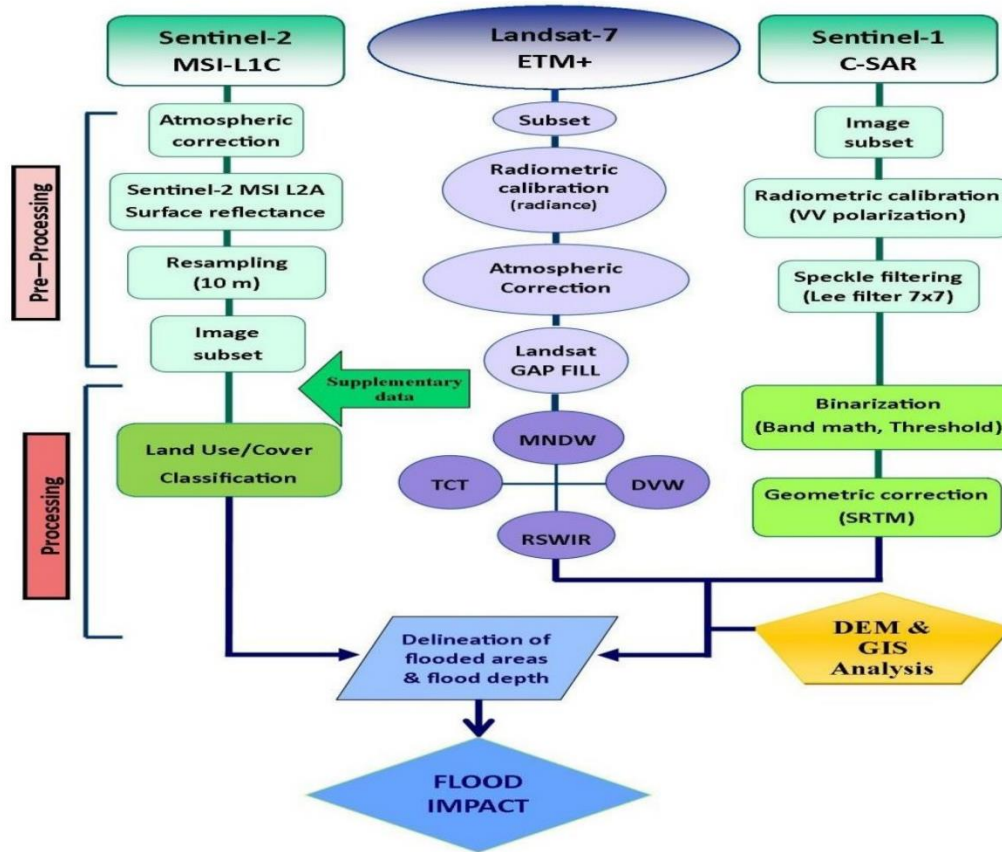 Sentinel-2
MSI-L1C
Landsat-7
ETM+
Sentinel-1
C-SAR
Pre–Processing
Atmospheric
correction
Sentinel-2 MSI L2A
Surface reflectance
Resampling
(10 m)
Image
subset
Subset
Radiometric
calibration
(radiance)
Atmospheric
Correction
Landsat
GAP FILL
Image
subset
Radiometric calibration
(VV polarization)
Speckle filtering
(Lee filter 7x7)
Supplementary
data
Processing
Land Use/Cover
Classification
MNDW
TCT
DVW
RSWIR
Binarization
(Band math, Threshold)
Geometric correction
(SRTM)
Delineation of
flooded areas
& flood depth
DEM &
GIS
Analysis
FLOOD
IMPACT